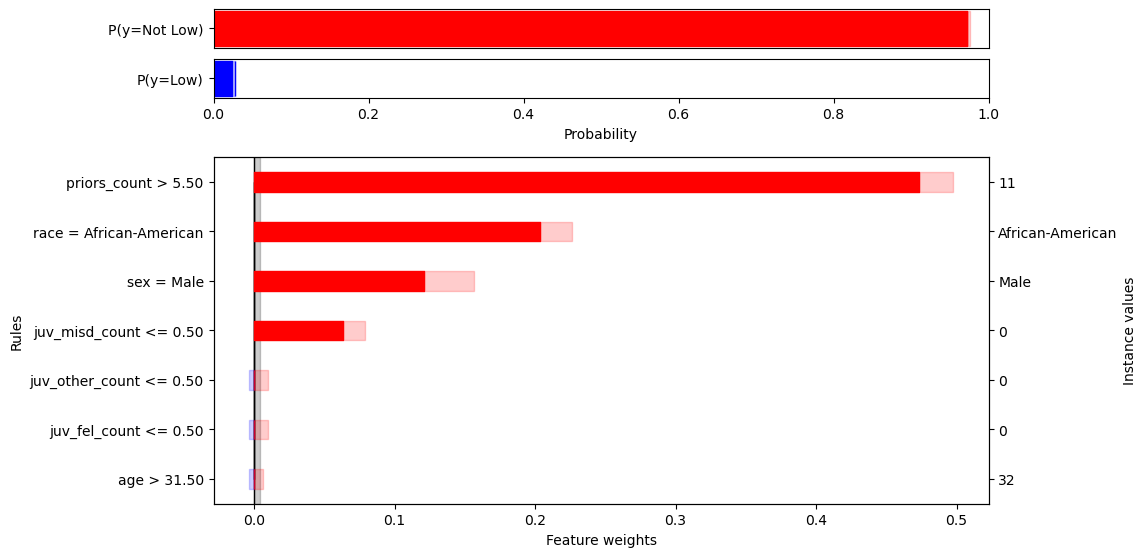 P(y=Not Low)
P(y=Low)
0.0 0.2 0.4 0.6 0.8 1.0
Probability
Rules
priors_count > 5.50 11
race = African-American African-American
sex = Male Male
juv_misd_count <= 0.50 0
juv_other_count <= 0.50 0
juv_fel_count <= 0.50 0
age > 31.50 32
Instance values
0.0 0.1 0.2 0.3 0.4 0.5
Feature weights